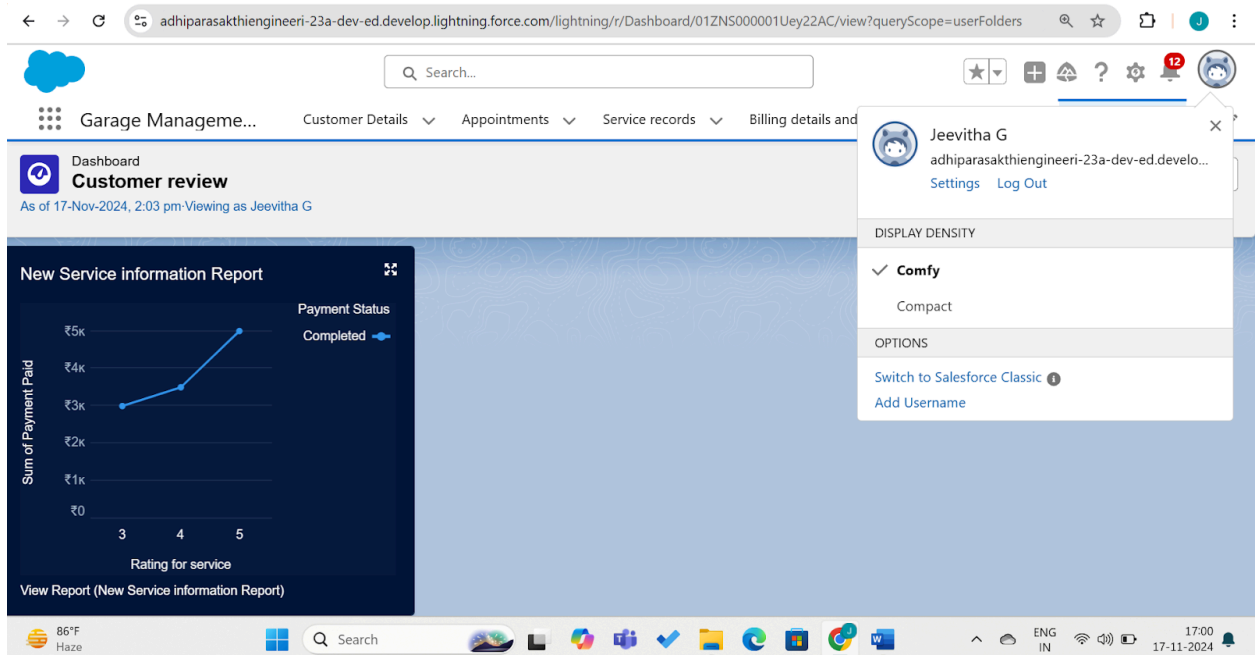 adhiparasakthiengineeri-23a-dev-ed.develop.lightning.force.com/lightning/r/Dashboard/01ZNS000001Uey22AC/view?queryScope=userFolders
J
Search...
12
Garage Manageme...
Customer Details
Appointments
Service records
Billing details and
Dashboard
Customer review
As of 17-Nov-2024, 2:03 pm·Viewing as Jeevitha G
Jeevitha G
adhiparasakthiengineeri-23a-dev-ed.develo...
Settings Log Out
DISPLAY DENSITY
Comfy
Compact
OPTIONS
Switch to Salesforce Classic
Add Username
New Service information Report
Payment Status
Completed
Sum of Payment Paid
₹5K
₹4K
₹3K
₹2K
₹1K
₹0
3 4 5
Rating for service
View Report (New Service information Report)
86°F
Haze
Search
J
ENG
IN
17:00
17-11-2024